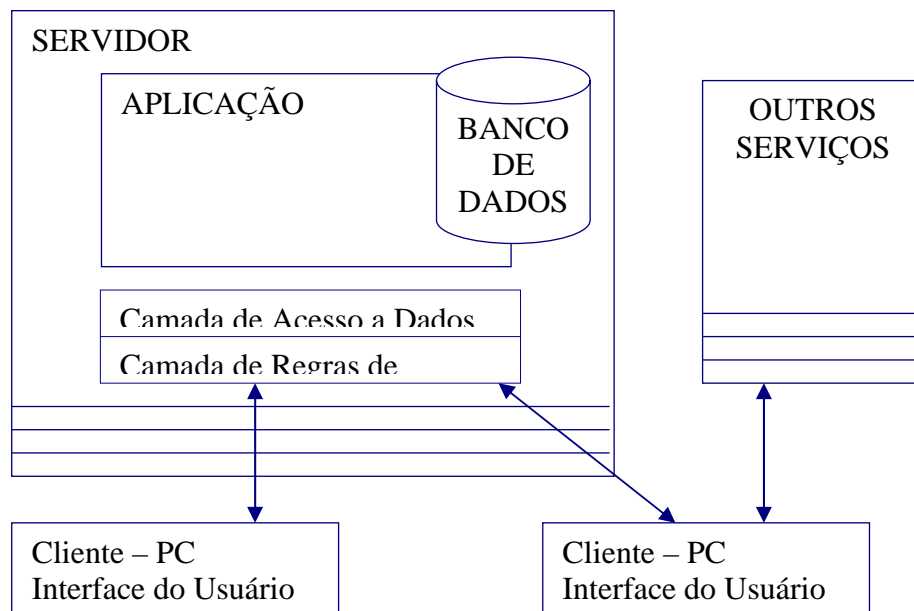 SERVIDOR
APLICAÇÃO
BANCO
DE
DADOS
OUTROS
SERVIÇOS
Camada de Acesso a Dados
Camada de Regras de
Cliente – PC
Interface do Usuário
Cliente – PC
Interface do Usuário